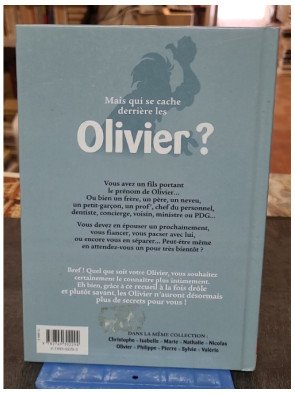 Mais qui se cache
derrière les
Olivier ?
Vous avez un fils portant
le prénom de Olivier...
Ou bien un frère, un père, un neveu,
un petit-garçon, un prof', chef du personnel,
dentiste, concierge, voisin, ministre ou PDG...
Vous devez en épouser un prochainement,
vous fiancer, vous pacser avec lui,
ou encore vous en séparer... Peut-être même
en attendez-vous un pour très bientôt ?
Bref ! Quel que soit votre Olivier, vous souhaitez
certainement le connaître plus intimement.
Eh bien, grâce à ce recueil à la fois drôle
et plutôt savant, les Olivier n'auront désormais
plus de secrets pour vous !
DANS LA MÊME COLLECTION :
Christophe - Isabelle - Marie - Nathalie - Nicolas
Olivier - Philippe - Pierre - Sylvie - Valérie